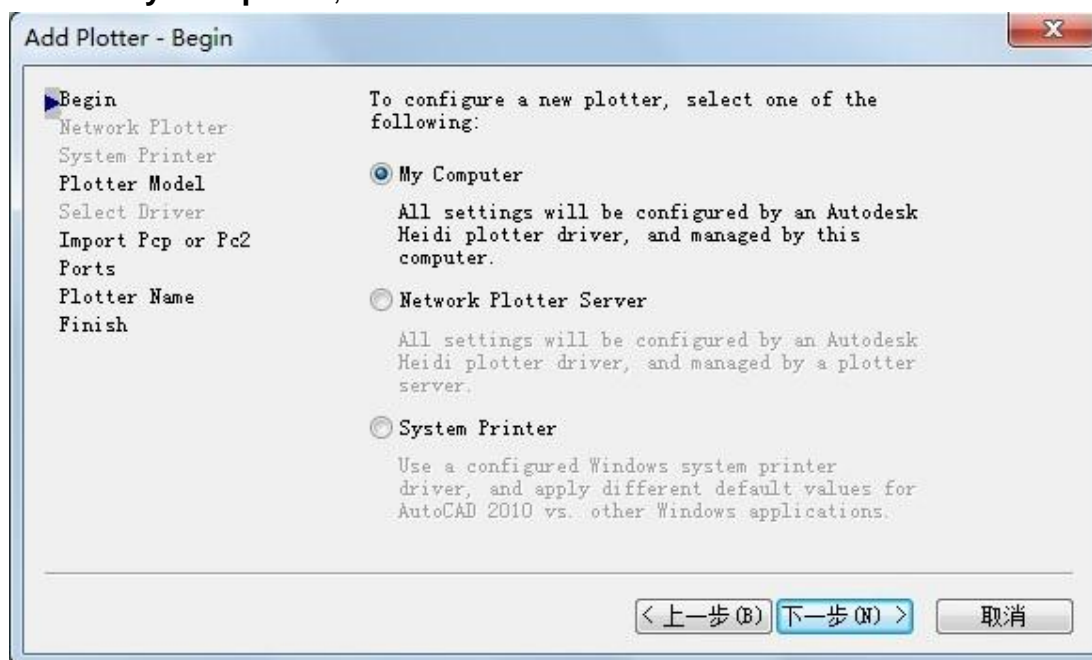 Add Plotter - Begin
Begin
Network Plotter
System Printer
Plotter Model
Select Driver
Import Pcp or Pc2
Ports
Plotter Name
Finish
To configure a new plotter, select one of the
following:
My Computer
All settings will be configured by an Autodesk
Heidi plotter driver, and managed by this
computer.
Network Plotter Server
All settings will be configured by an Autodesk
Heidi plotter driver, and managed by a plotter
server.
System Printer
Use a configured Windows system printer
driver, and apply different default values for
AutoCAD 2010 vs. other Windows applications.
< 上一步(B) 下一步(N) > 取消